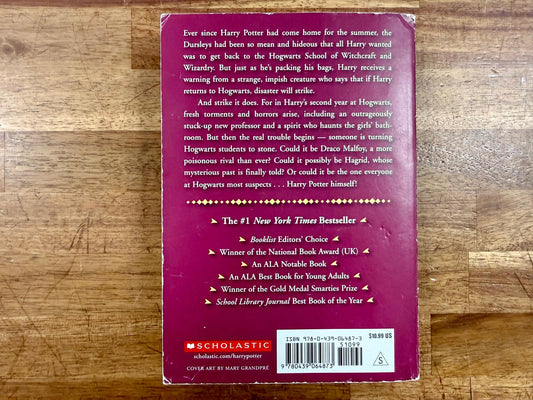 Ever since Harry Potter had come home for the summer, the
Dursleys had been so mean and hideous that all Harry wanted
was to get back to the Hogwarts School of Witchcraft and
Wizardry. But just as he's packing his bags, Harry receives a
warning from a strange, impish creature who says that if Harry
returns to Hogwarts, disaster will strike.
And strike it does. For in Harry's second year at Hogwarts,
fresh torments and horrors arise, including an outrageously
stuck-up new professor and a spirit who haunts the girls' bath-
room. But then the real trouble begins — someone is turning
Hogwarts students to stone. Could it be Draco Malfoy, a more
poisonous rival than ever? Could it possibly be Hagrid, whose
mysterious past is finally told? Or could it be the one everyone
at Hogwarts most suspects . . . Harry Potter himself!
The #1 New York Times Bestseller
Booklist Editors' Choice
Winner of the National Book Award (UK)
An ALA Notable Book
An ALA Best Book for Young Adults
Winner of the Gold Medal Smarties Prize
School Library Journal Best Book of the Year
SCHOLASTIC
scholastic.com/harrypotter
COVER ART BY MARY GRANDPRÉ
ISBN 978-0-439-06487-3
51099
9 780439 064873
$10.99 US
S